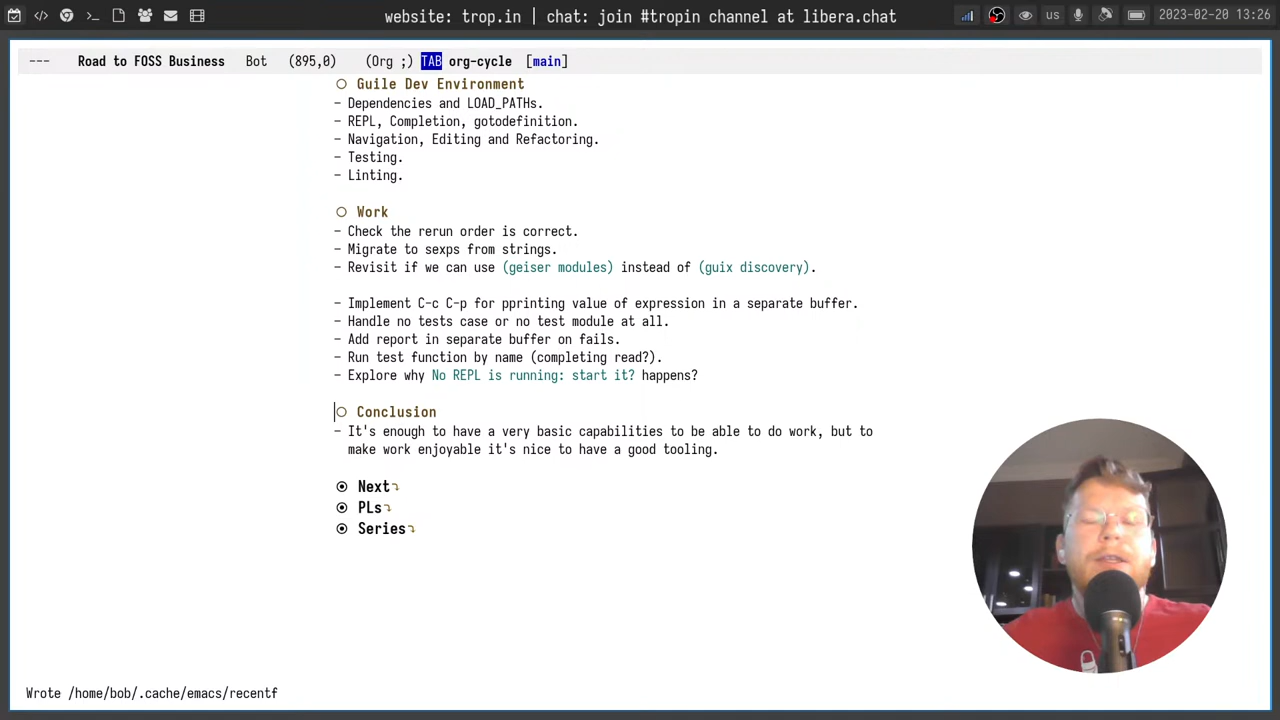 website: trop.in | chat: join #tropin channel at libera.chat
us
2023-02-20 13:26
--- Road to FOSS Business Bot (895,0) (Org ;) TAB org-cycle [main]
Guile Dev Environment
- Dependencies and LOAD_PATHs.
- REPL, Completion, gotodefinition.
- Navigation, Editing and Refactoring.
- Testing.
- Linting.
Work
- Check the rerun order is correct.
- Migrate to sexps from strings.
- Revisit if we can use (geiser modules) instead of (guix discovery).
- Implement C-c C-p for pprinting value of expression in a separate buffer.
- Handle no tests case or no test module at all.
- Add report in separate buffer on fails.
- Run test function by name (completing read?).
- Explore why No REPL is running: start it? happens?
Conclusion
- It's enough to have a very basic capabilities to be able to do work, but to
make work enjoyable it's nice to have a good tooling.
Next
PLs
Series
Wrote /home/bob/.cache/emacs/recentf